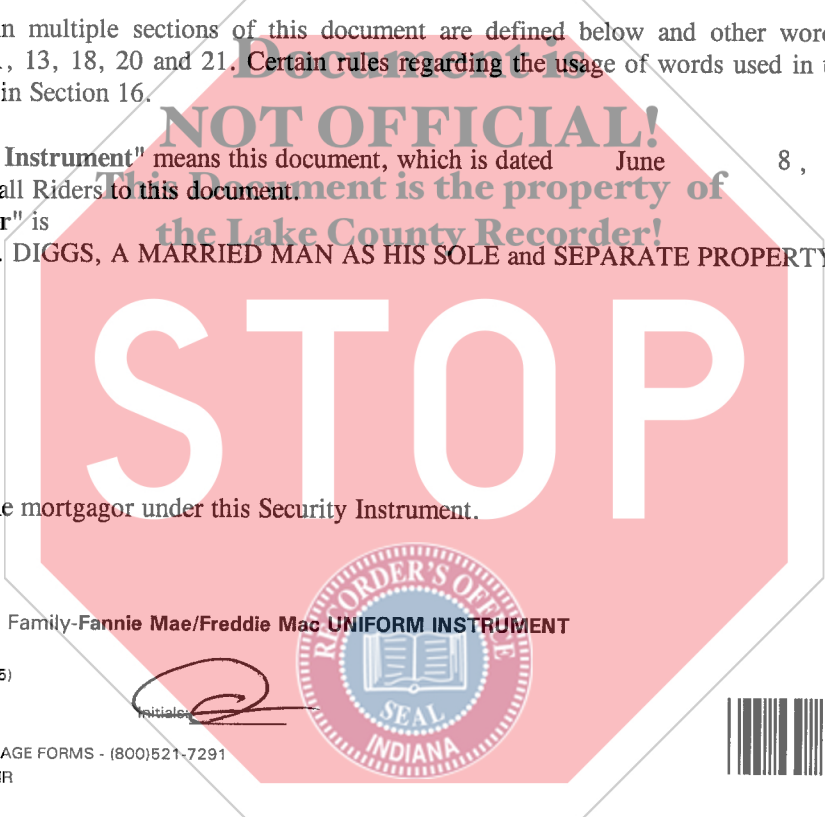 n multiple sections of this document are defined below and other wor
, 13, 18, 20 and 21. Certain rules regarding the usage of words used in
in Section 16.
Document is
NOT OFFICIAL!
This Document is the property of
the Lake County Recorder!
Instrument" means this document, which is dated June 8 ,
all Riders to this document.
r" is
. DIGGS, A MARRIED MAN AS HIS SOLE and SEPARATE PROPERTY
STOP
e mortgagor under this Security Instrument.
RECORDER'S OFFICE
SEAL
INDIANA
Family-Fannie Mae/Freddie Mac UNIFORM INSTRUMENT
5)
Initials:
AGE FORMS - (800)521-7291
R